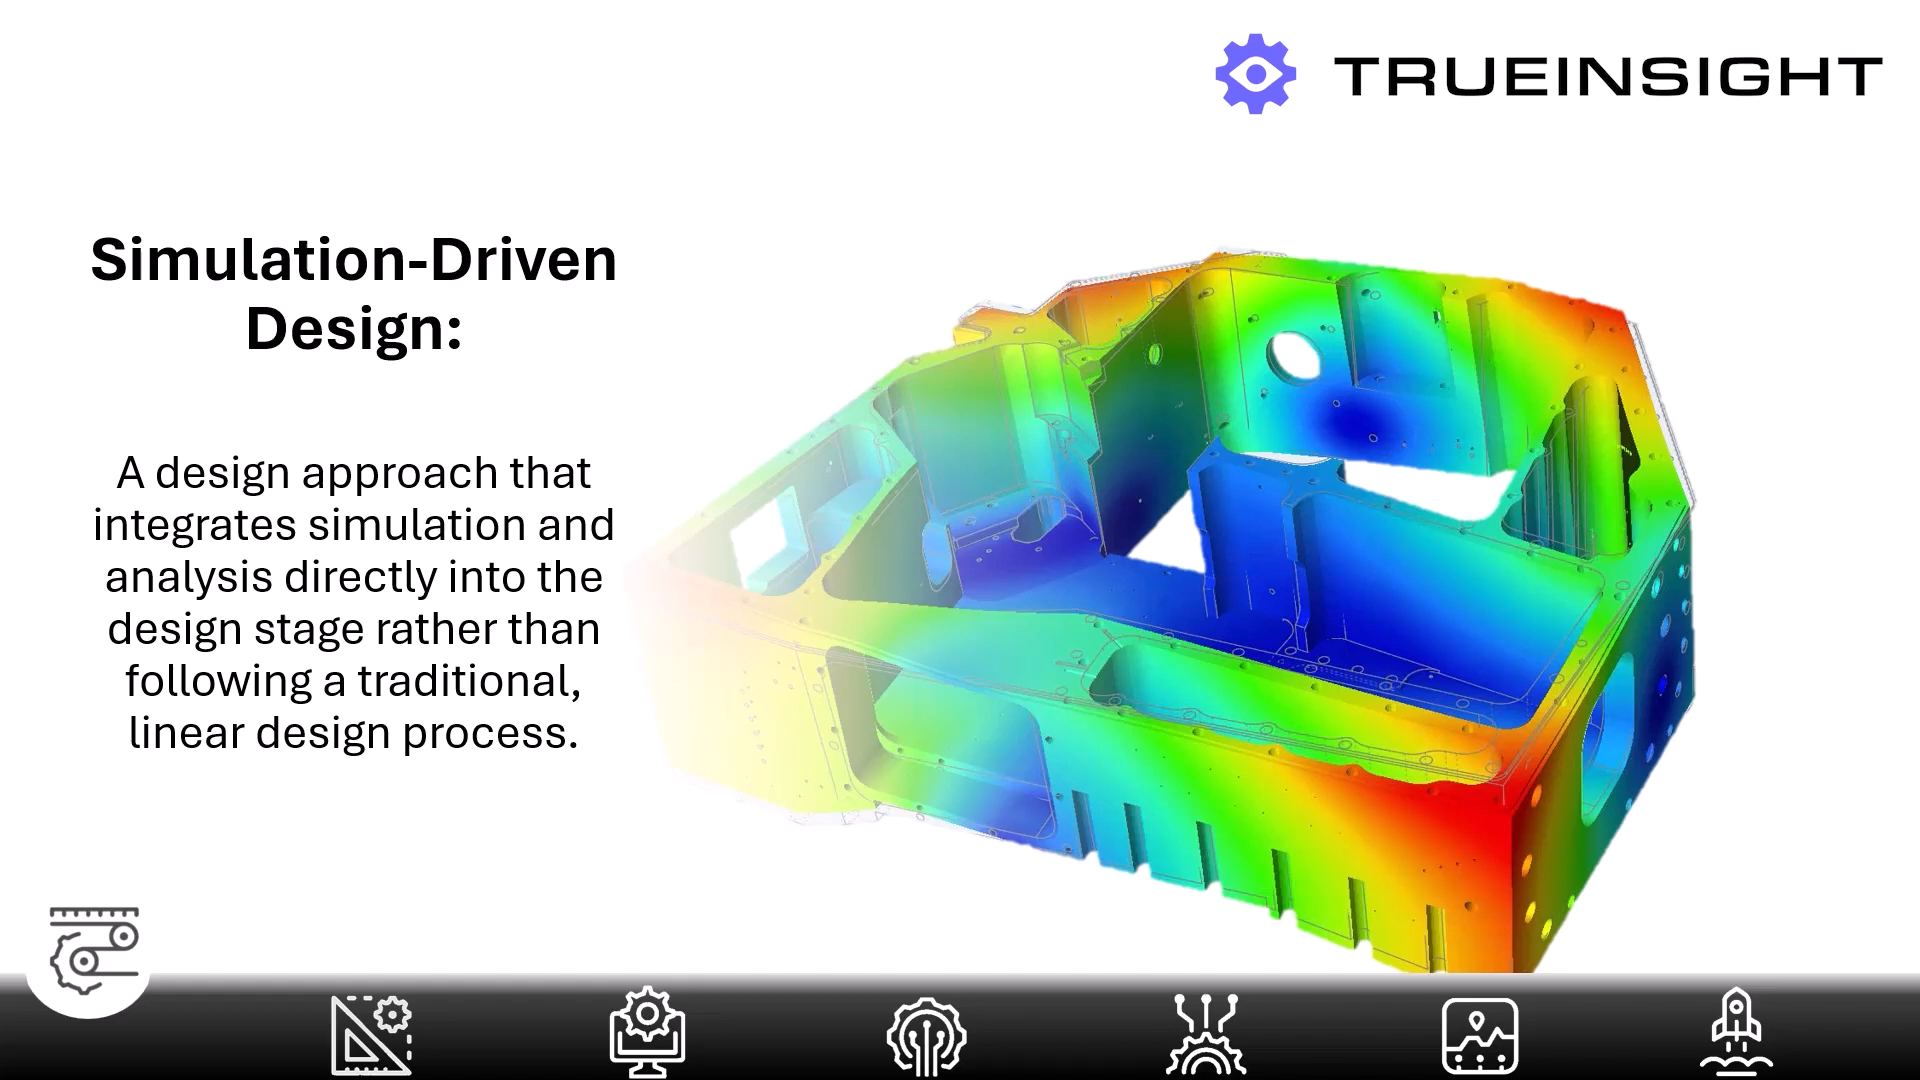 TRUEINSIGHT
Simulation-Driven
Design:
A design approach that
integrates simulation and
analysis directly into the
design stage rather than
following a traditional,
linear design process.